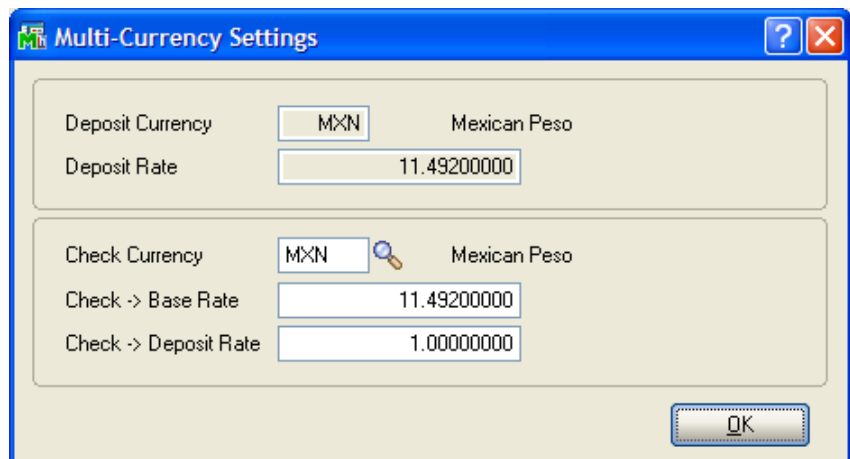 Multi-Currency Settings
Deposit Currency MXN Mexican Peso
Deposit Rate 11.49200000
Check Currency MXN Mexican Peso
Check -> Base Rate 11.49200000
Check -> Deposit Rate 1.00000000
OK